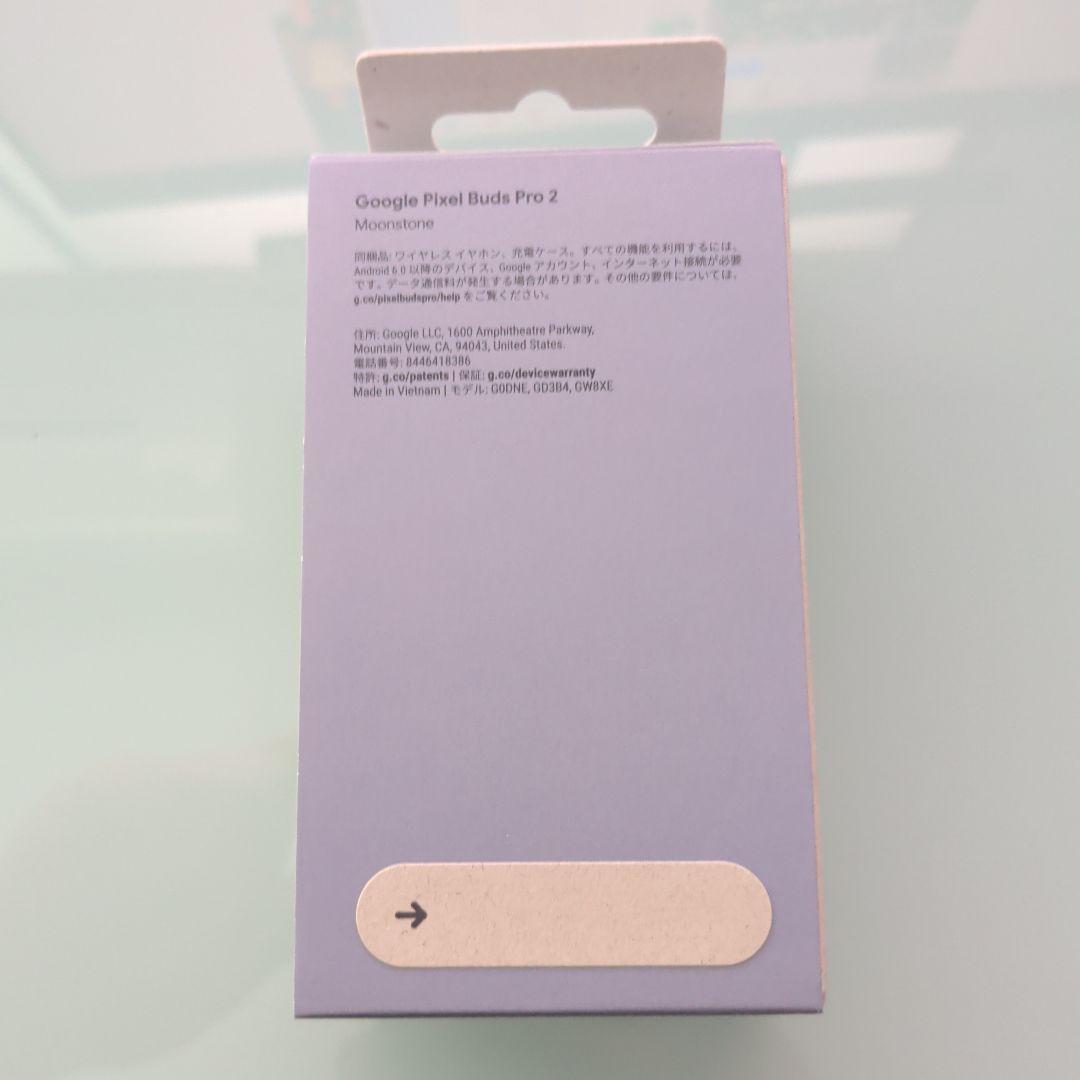 Google Pixel Buds Pro 2
Moonstone
同梱品: ワイヤレス イヤホン、充電ケース。すべての機能を利用するには、
Android 6.0 以降のデバイス、Google アカウント、インターネット接続が必要
です。データ通信料が発生する場合があります。その他の要件については、
g.co/pixelbudspro/help をご覧ください。
住所: Google LLC, 1600 Amphitheatre Parkway,
Mountain View, CA, 94043, United States.
電話番号: 8446418386
特許: g.co/patents | 保証: g.co/devicewarranty
Made in Vietnam | モデル: G0DNE, GD3B4, GW8XE